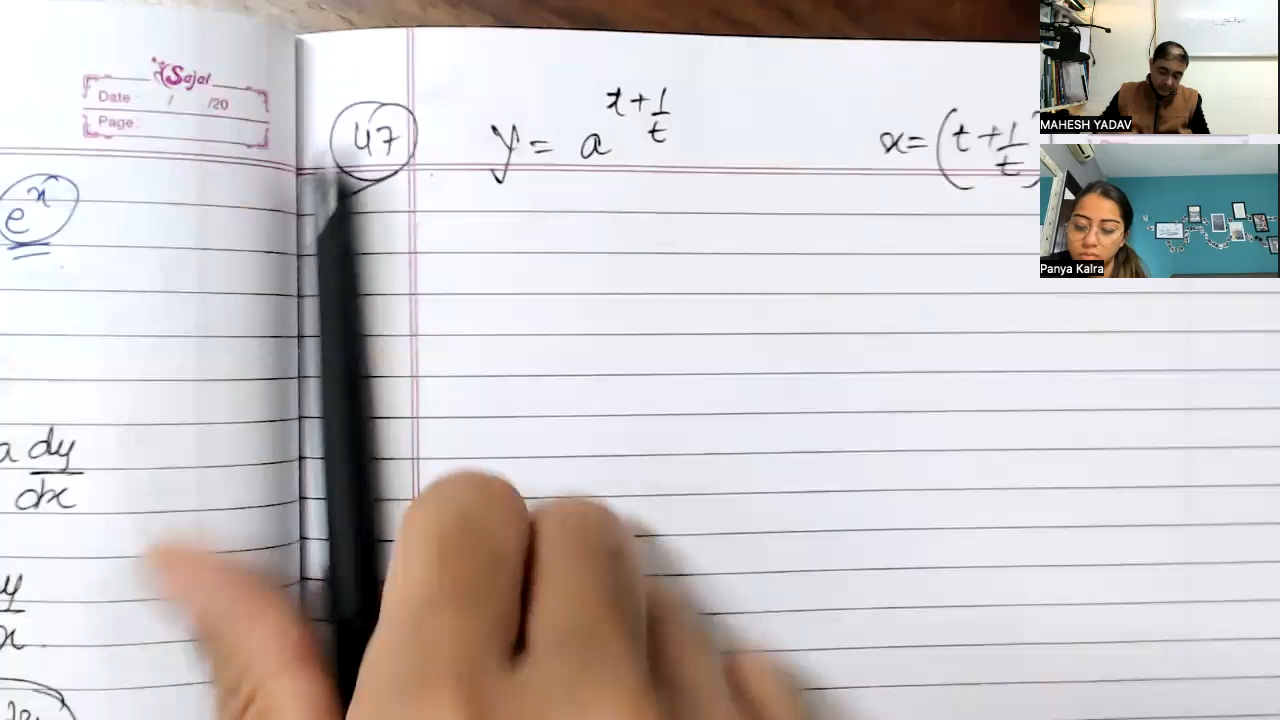 Sajal
Date / /20
Page
e^x
a dy
dx
y
x
47 y = a^(t+1/t) x = (t+1/t)
MAHESH YADAV
Panya Kalra